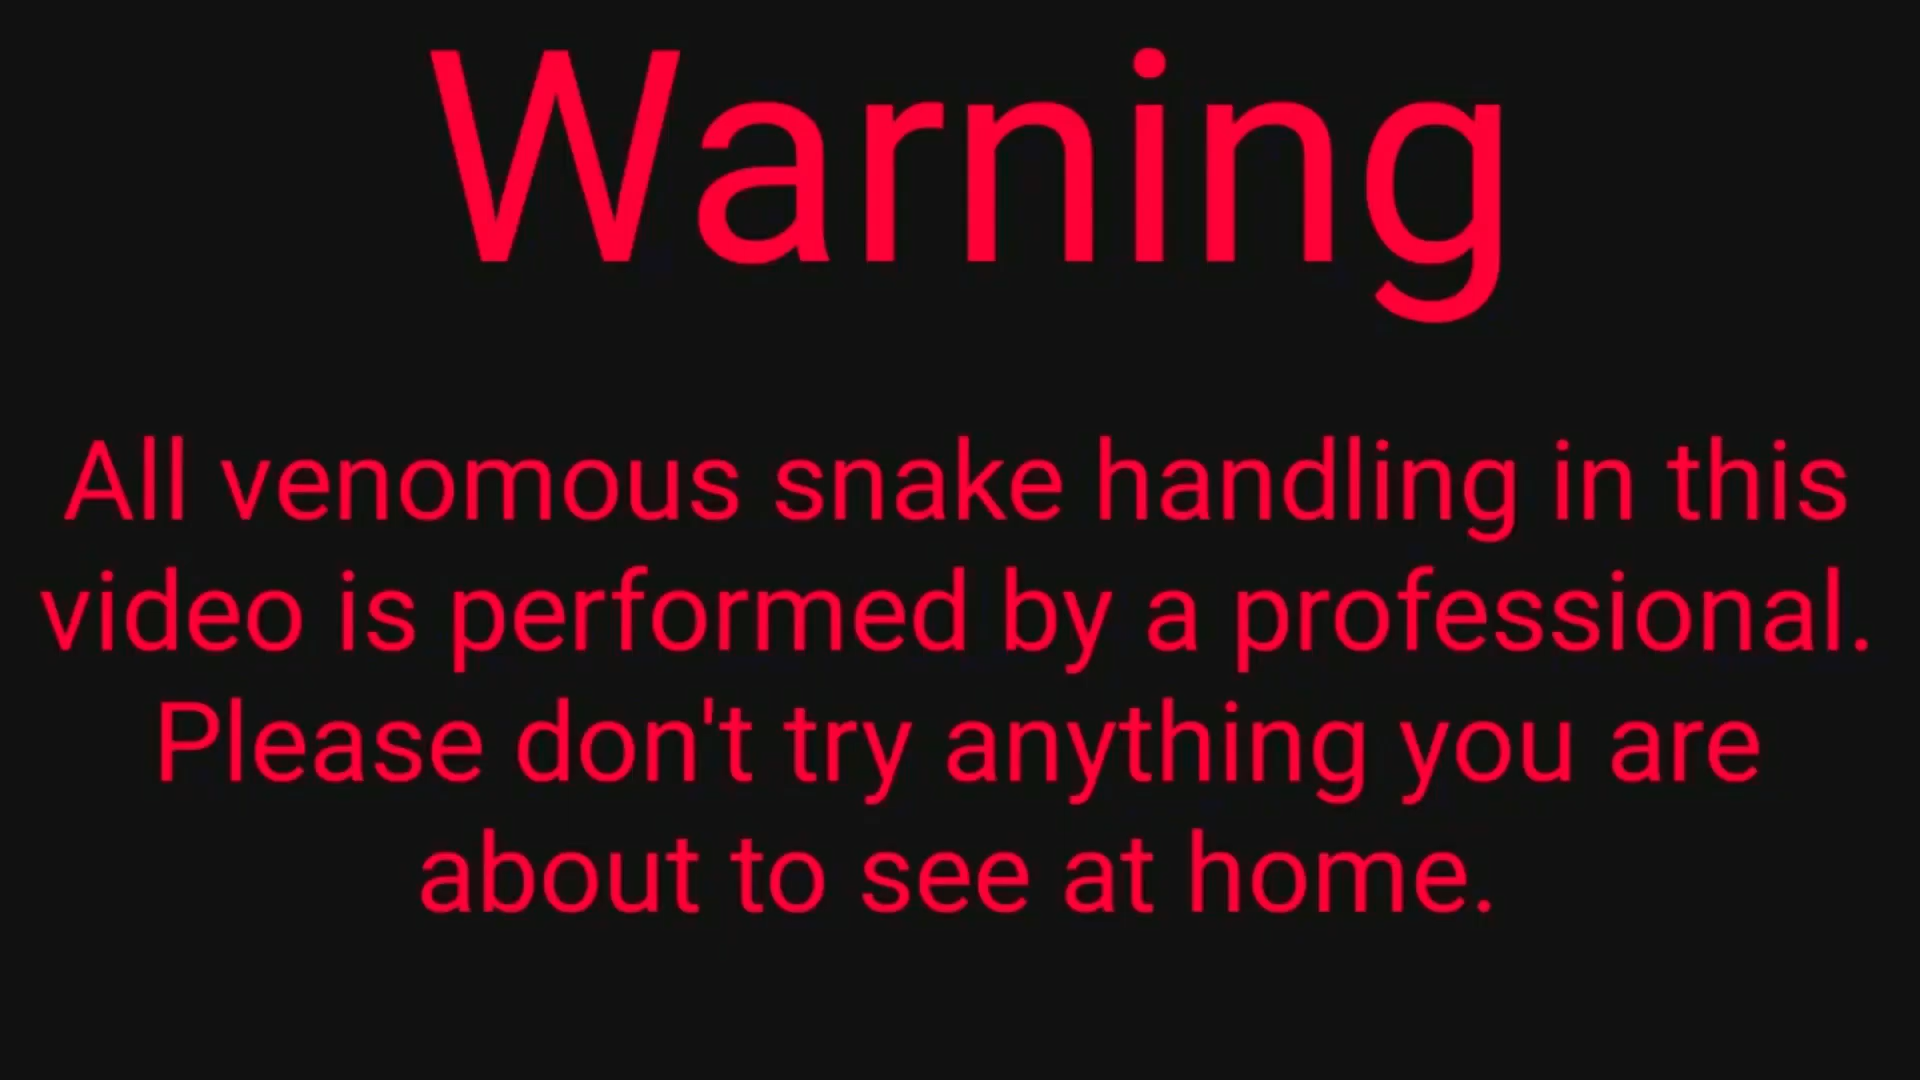 Warning
All venomous snake handling in this
video is performed by a professional.
Please don't try anything you are
about to see at home.